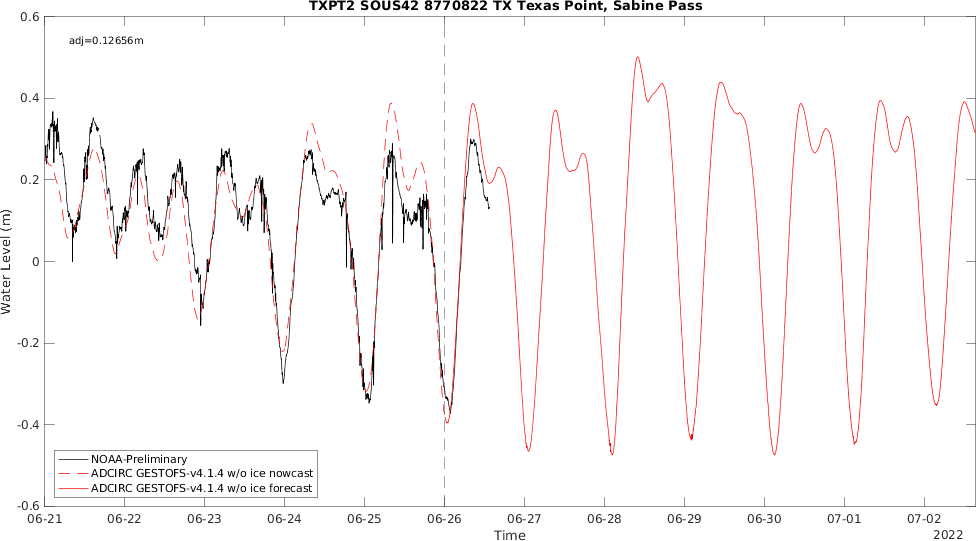 TXPT2 SOUS42 8770822 TX Texas Point, Sabine Pass
adj=0.12656m
0.6
0.4
0.2
0
-0.2
-0.4
-0.6
Water Level (m)
NOAA-Preliminary
ADCIRC GESTOFS-v4.1.4 w/o ice nowcast
ADCIRC GESTOFS-v4.1.4 w/o ice forecast
06-21 06-22 06-23 06-24 06-25 06-26 06-27 06-28 06-29 06-30 07-01 07-02
Time
2022